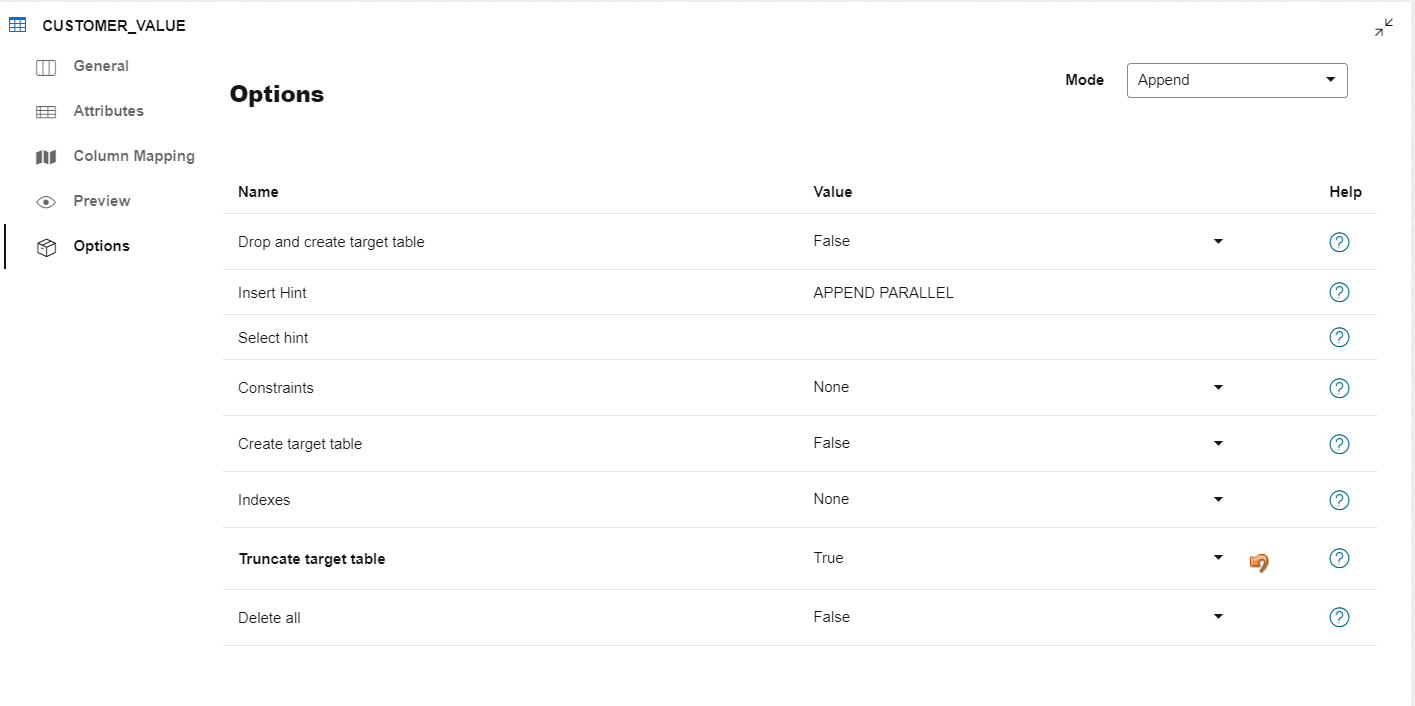 CUSTOMER_VALUE
General
Attributes
Column Mapping
Preview
Options
Options
Mode Append
Name Value Help
Drop and create target table False
Insert Hint APPEND PARALLEL
Select hint
Constraints None
Create target table False
Indexes None
Truncate target table True
Delete all False